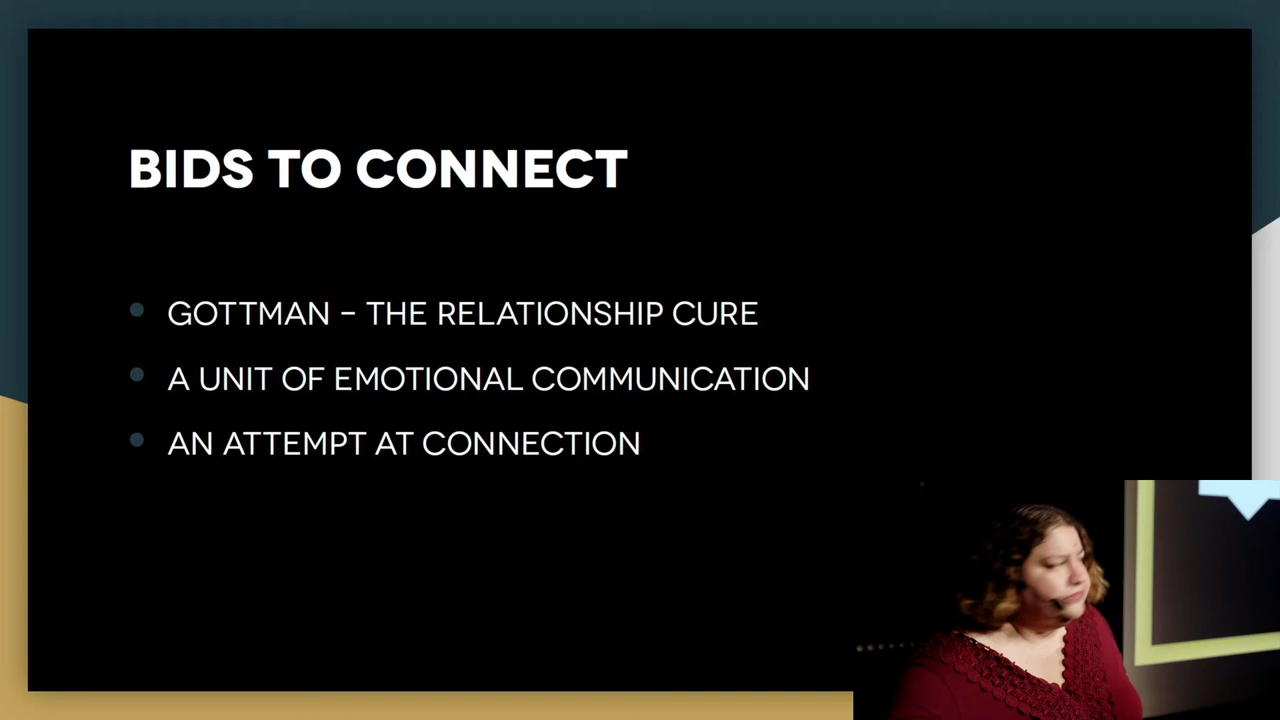 BIDS TO CONNECT
GOTTMAN – THE RELATIONSHIP CURE
A UNIT OF EMOTIONAL COMMUNICATION
AN ATTEMPT AT CONNECTION